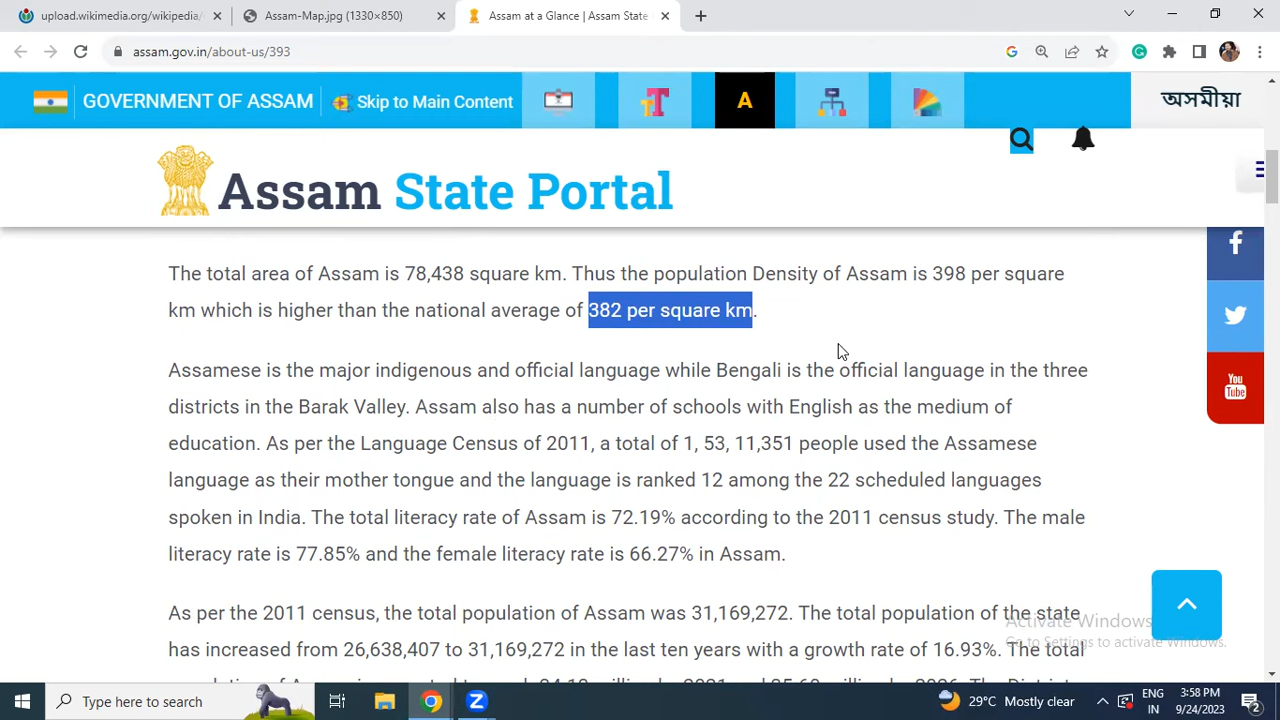 upload.wikimedia.org/wikipedia/
Assam-Map.jpg (1330×850)
Assam at a Glance | Assam State
assam.gov.in/about-us/393
GOVERNMENT OF ASSAM
Skip to Main Content
T
A
অসমীয়া
Assam State Portal
The total area of Assam is 78,438 square km. Thus the population Density of Assam is 398 per square
km which is higher than the national average of 382 per square km.
Assamese is the major indigenous and official language while Bengali is the official language in the three
districts in the Barak Valley. Assam also has a number of schools with English as the medium of
education. As per the Language Census of 2011, a total of 1, 53, 11,351 people used the Assamese
language as their mother tongue and the language is ranked 12 among the 22 scheduled languages
spoken in India. The total literacy rate of Assam is 72.19% according to the 2011 census study. The male
literacy rate is 77.85% and the female literacy rate is 66.27% in Assam.
As per the 2011 census, the total population of Assam was 31,169,272. The total population of the state
has increased from 26,638,407 to 31,169,272 in the last ten years with a growth rate of 16.93%. The total
You Tube
Activate Windows
Go to Settings to activate Windows.
Type here to search
29°C Mostly clear
ENG
IN
3:58 PM
9/24/2023
2